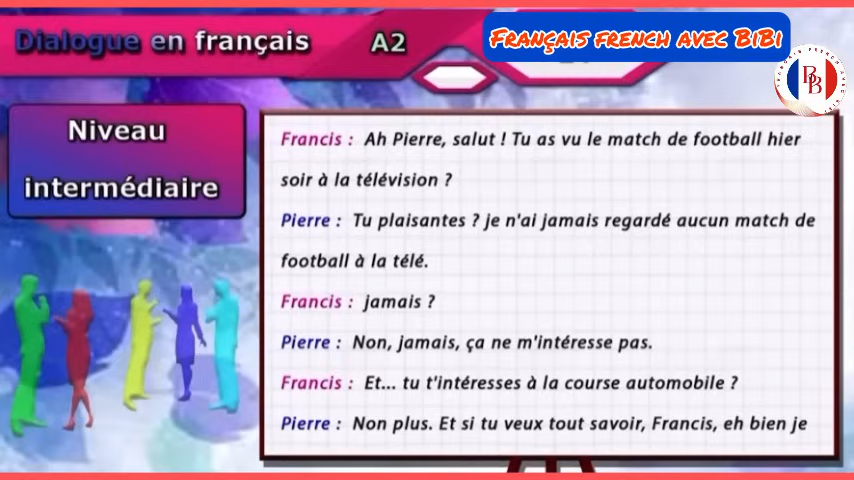 Dialogue en français A2
Français french avec BiBi
BB
Niveau
intermédiaire
Francis : Ah Pierre, salut ! Tu as vu le match de football hier
soir à la télévision ?
Pierre : Tu plaisantes ? je n'ai jamais regardé aucun match de
football à la télé.
Francis : jamais ?
Pierre : Non, jamais, ça ne m'intéresse pas.
Francis : Et... tu t'intéresses à la course automobile ?
Pierre : Non plus. Et si tu veux tout savoir, Francis, eh bien je